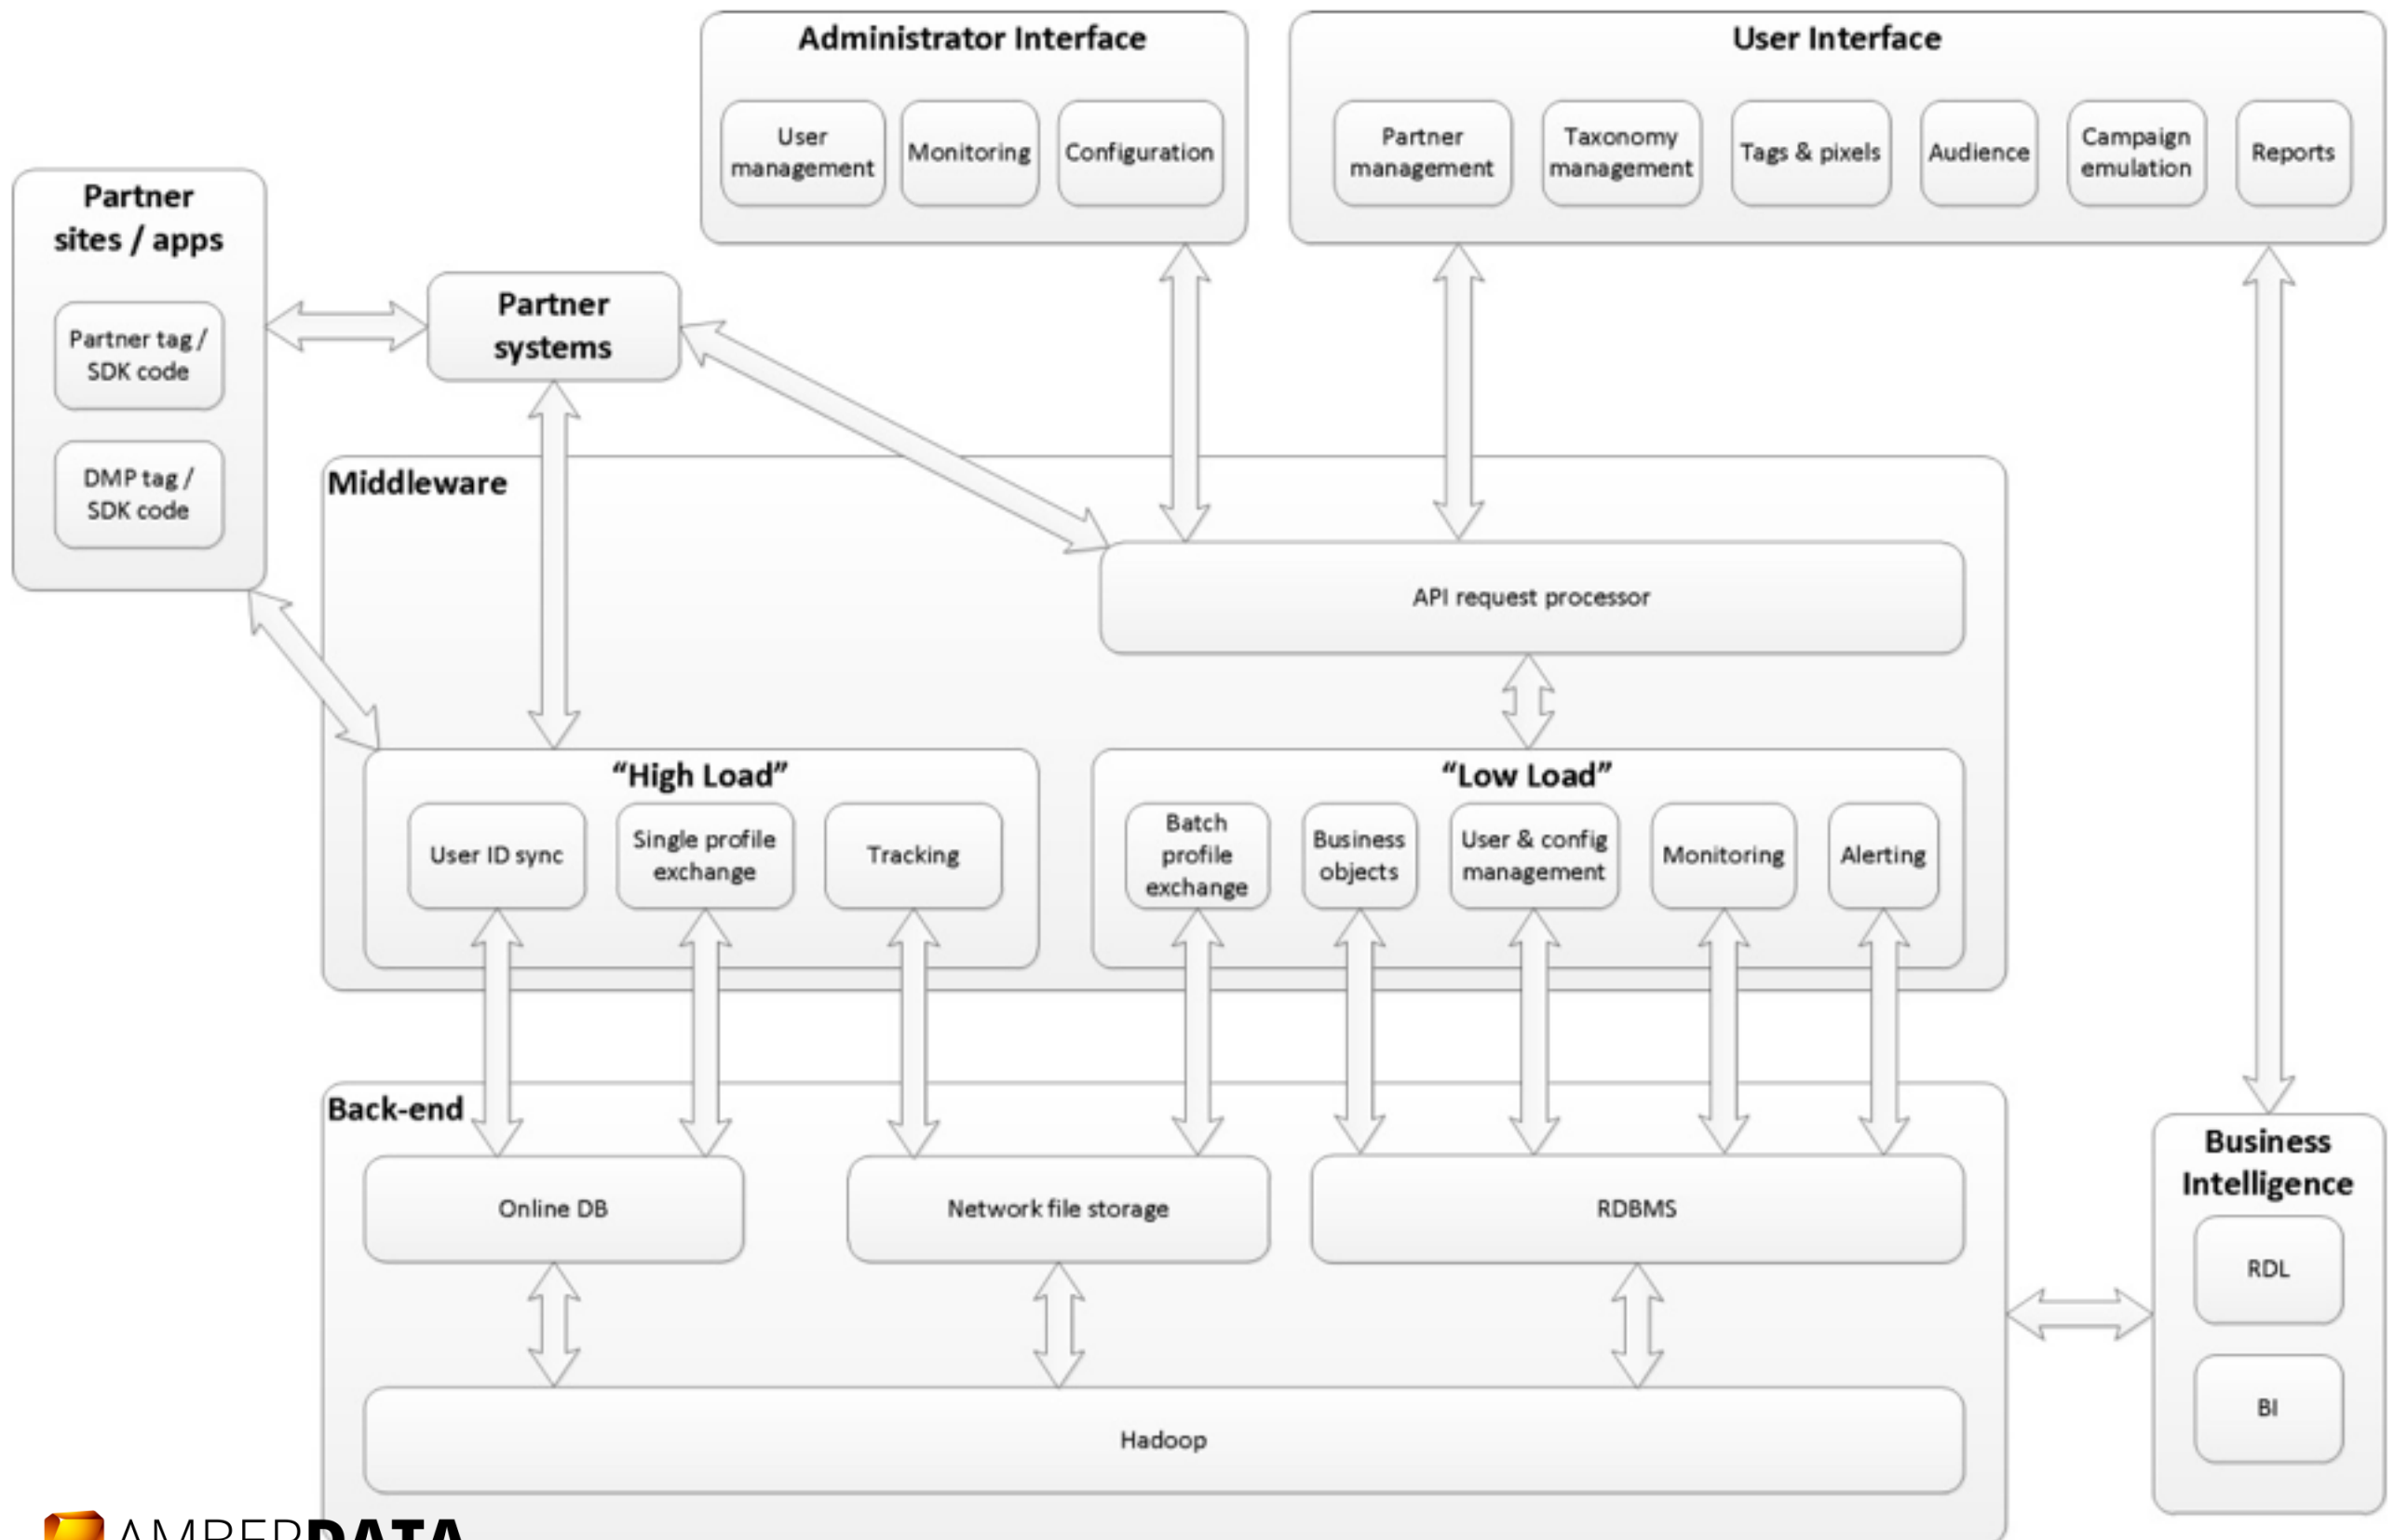 Administrator Interface
User
management
Monitoring
Configuration
User Interface
Partner
management
Taxonomy
management
Tags & pixels
Audience
Campaign
emulation
Reports
Partner
sites / apps
Partner tag /
SDK code
DMP tag /
SDK code
Partner
systems
Middleware
API request processor
“High Load”
User ID sync
Single profile
exchange
Tracking
“Low Load”
Batch
profile
exchange
Business
objects
User & config
management
Monitoring
Alerting
Back-end
Online DB
Network file storage
RDBMS
Hadoop
Business
Intelligence
RDL
BI
AMBERDATA